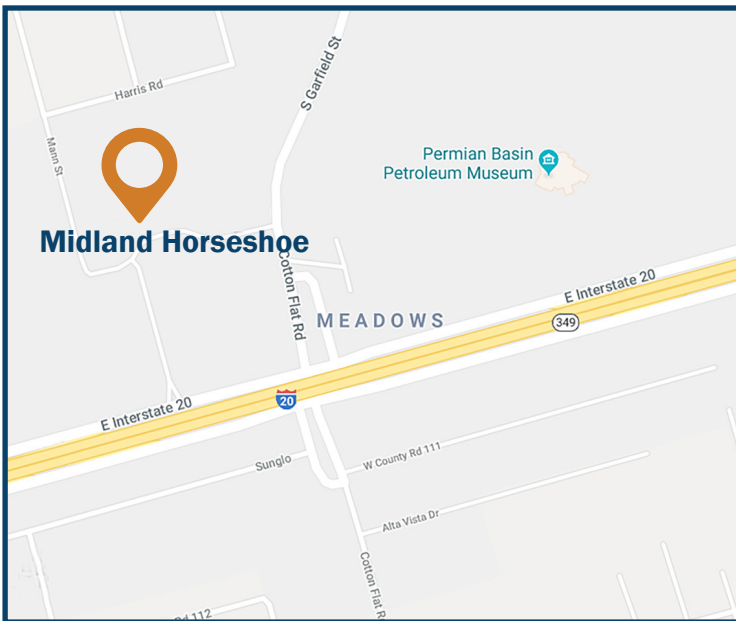 Harris Rd
S Garfield St
Mann St
Permian Basin
Petroleum Museum
Midland Horseshoe
Cotton Flat Rd
E Interstate 20
MEADOWS
349
20
E Interstate 20
Sunglo
W County Rd 111
Alta Vista Dr
Cotton Flat R
Rd 112